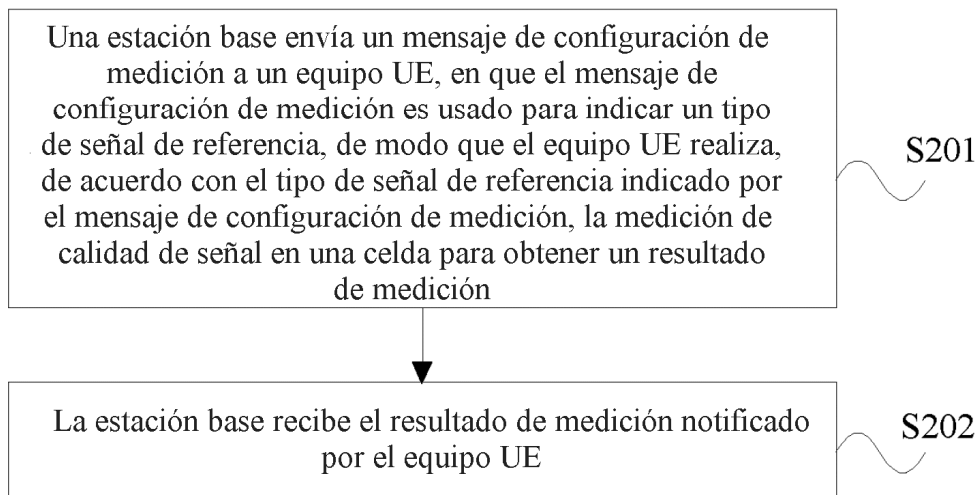 Una estación base envía un mensaje de configuración de
medición a un equipo UE, en que el mensaje de
configuración de medición es usado para indicar un tipo
de señal de referencia, de modo que el equipo UE realiza,
de acuerdo con el tipo de señal de referencia indicado por
el mensaje de configuración de medición, la medición de
calidad de señal en una celda para obtener un resultado
de medición
S201
La estación base recibe el resultado de medición notificado
por el equipo UE
S202